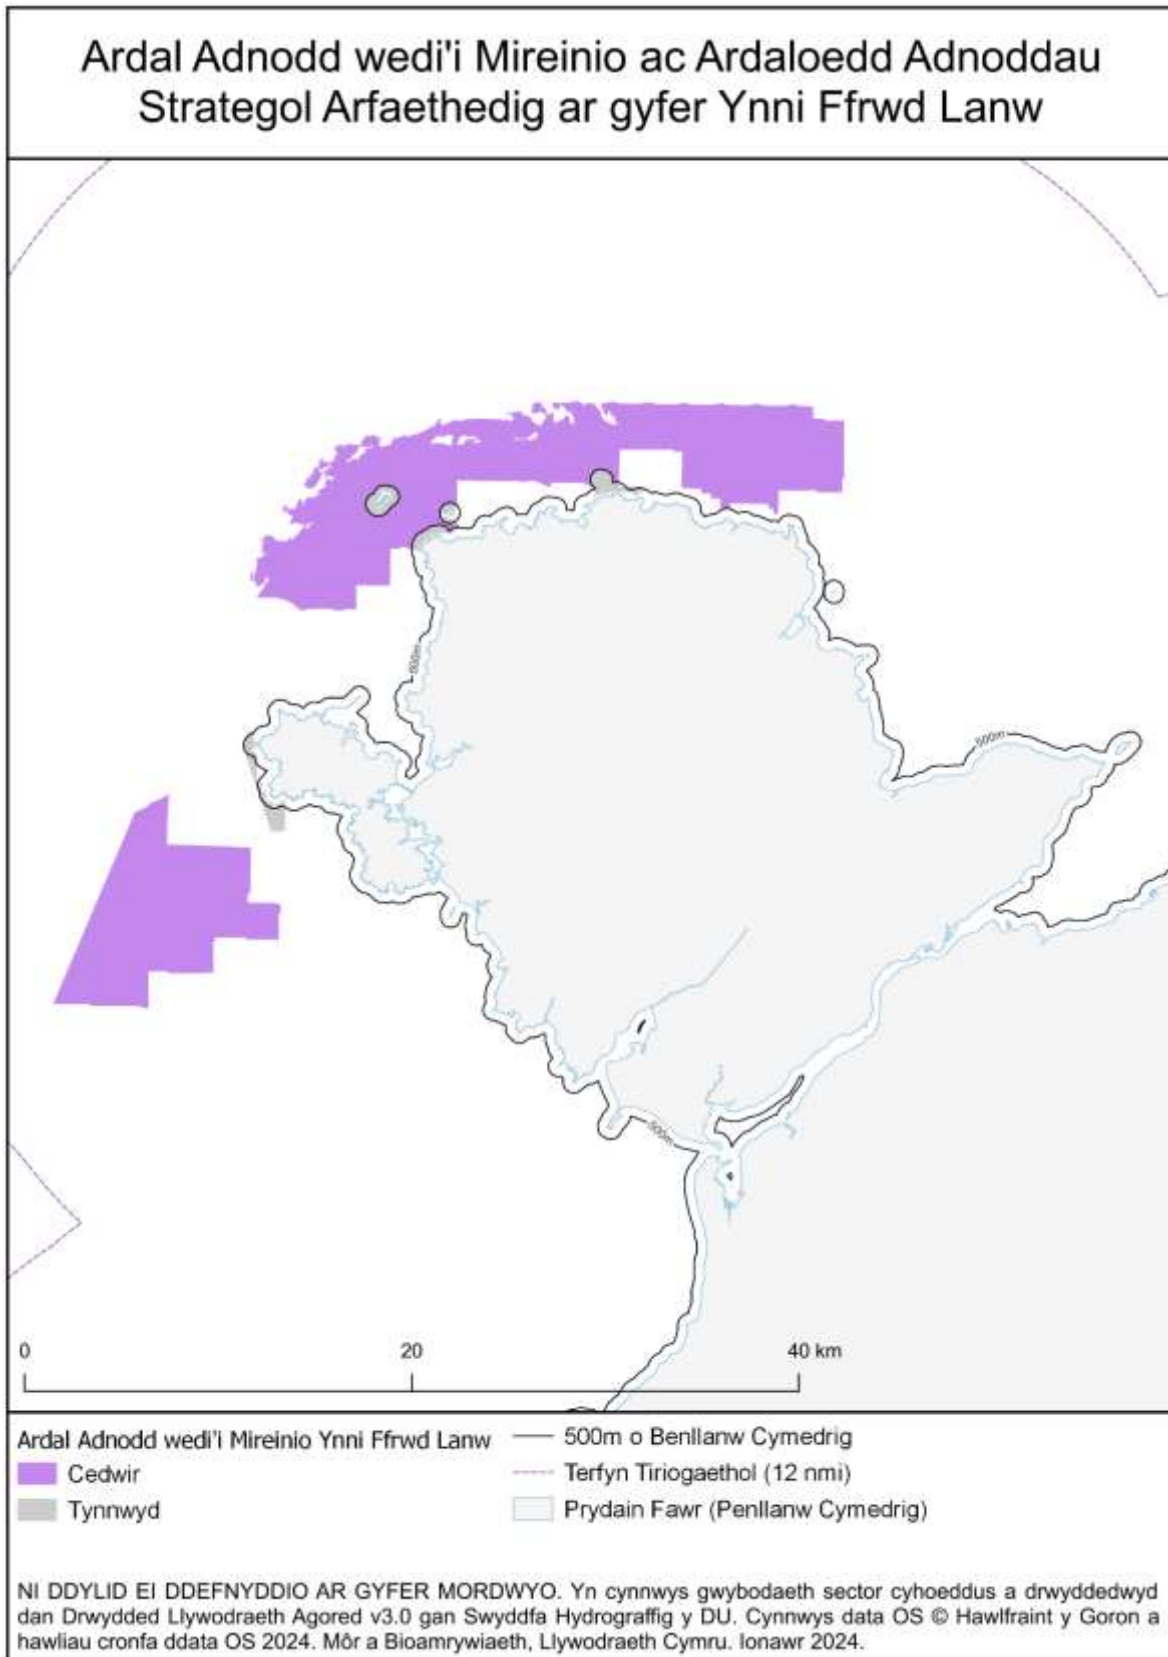 Ardal Adnodd wedi'i Mireinio ac Ardaloedd Adnoddau
Strategol Arfaethedig ar gyfer Ynni Ffrwd Lanw
500m
500m
500m
0
20
40 km
Ardal Adnodd wedi'i Mireinio Ynni Ffrwd Lanw
Cedwir
Tynnwyd
500m o Benllanw Cymedrig
Terfyn Tiriogaethol (12 nmi)
Prydain Fawr (Penllanw Cymedrig)
NI DDYLID EI DDEFNYDDIO AR GYFER MORDWYO. Yn cynnwys gwybodaeth sector cyhoeddus a drwyddedwyd
dan Drwydded Llywodraeth Agored v3.0 gan Swyddfa Hydrograffig y DU. Cynnwys data OS © Hawlfraint y Goron a
hawliau cronfa ddata OS 2024. Môr a Bioamrywiaeth, Llywodraeth Cymru. Ionawr 2024.